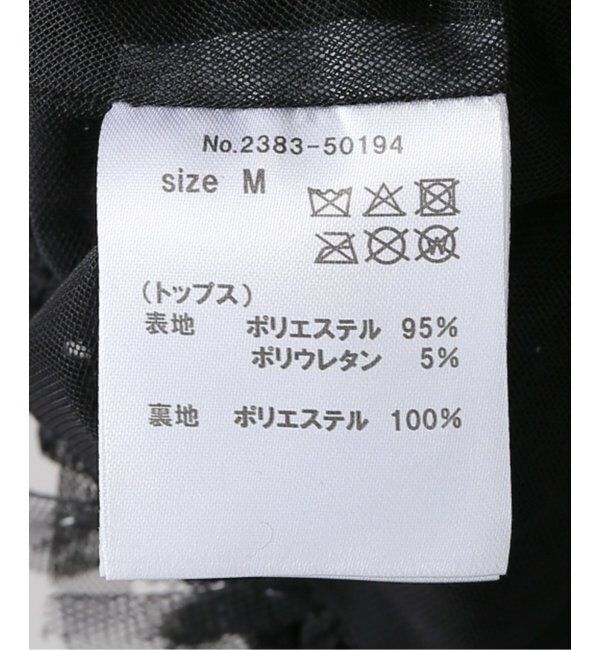 No.2383-50194
size M
(トップス)
表地 ポリエステル 95%
ポリウレタン 5%
裏地 ポリエステル 100%